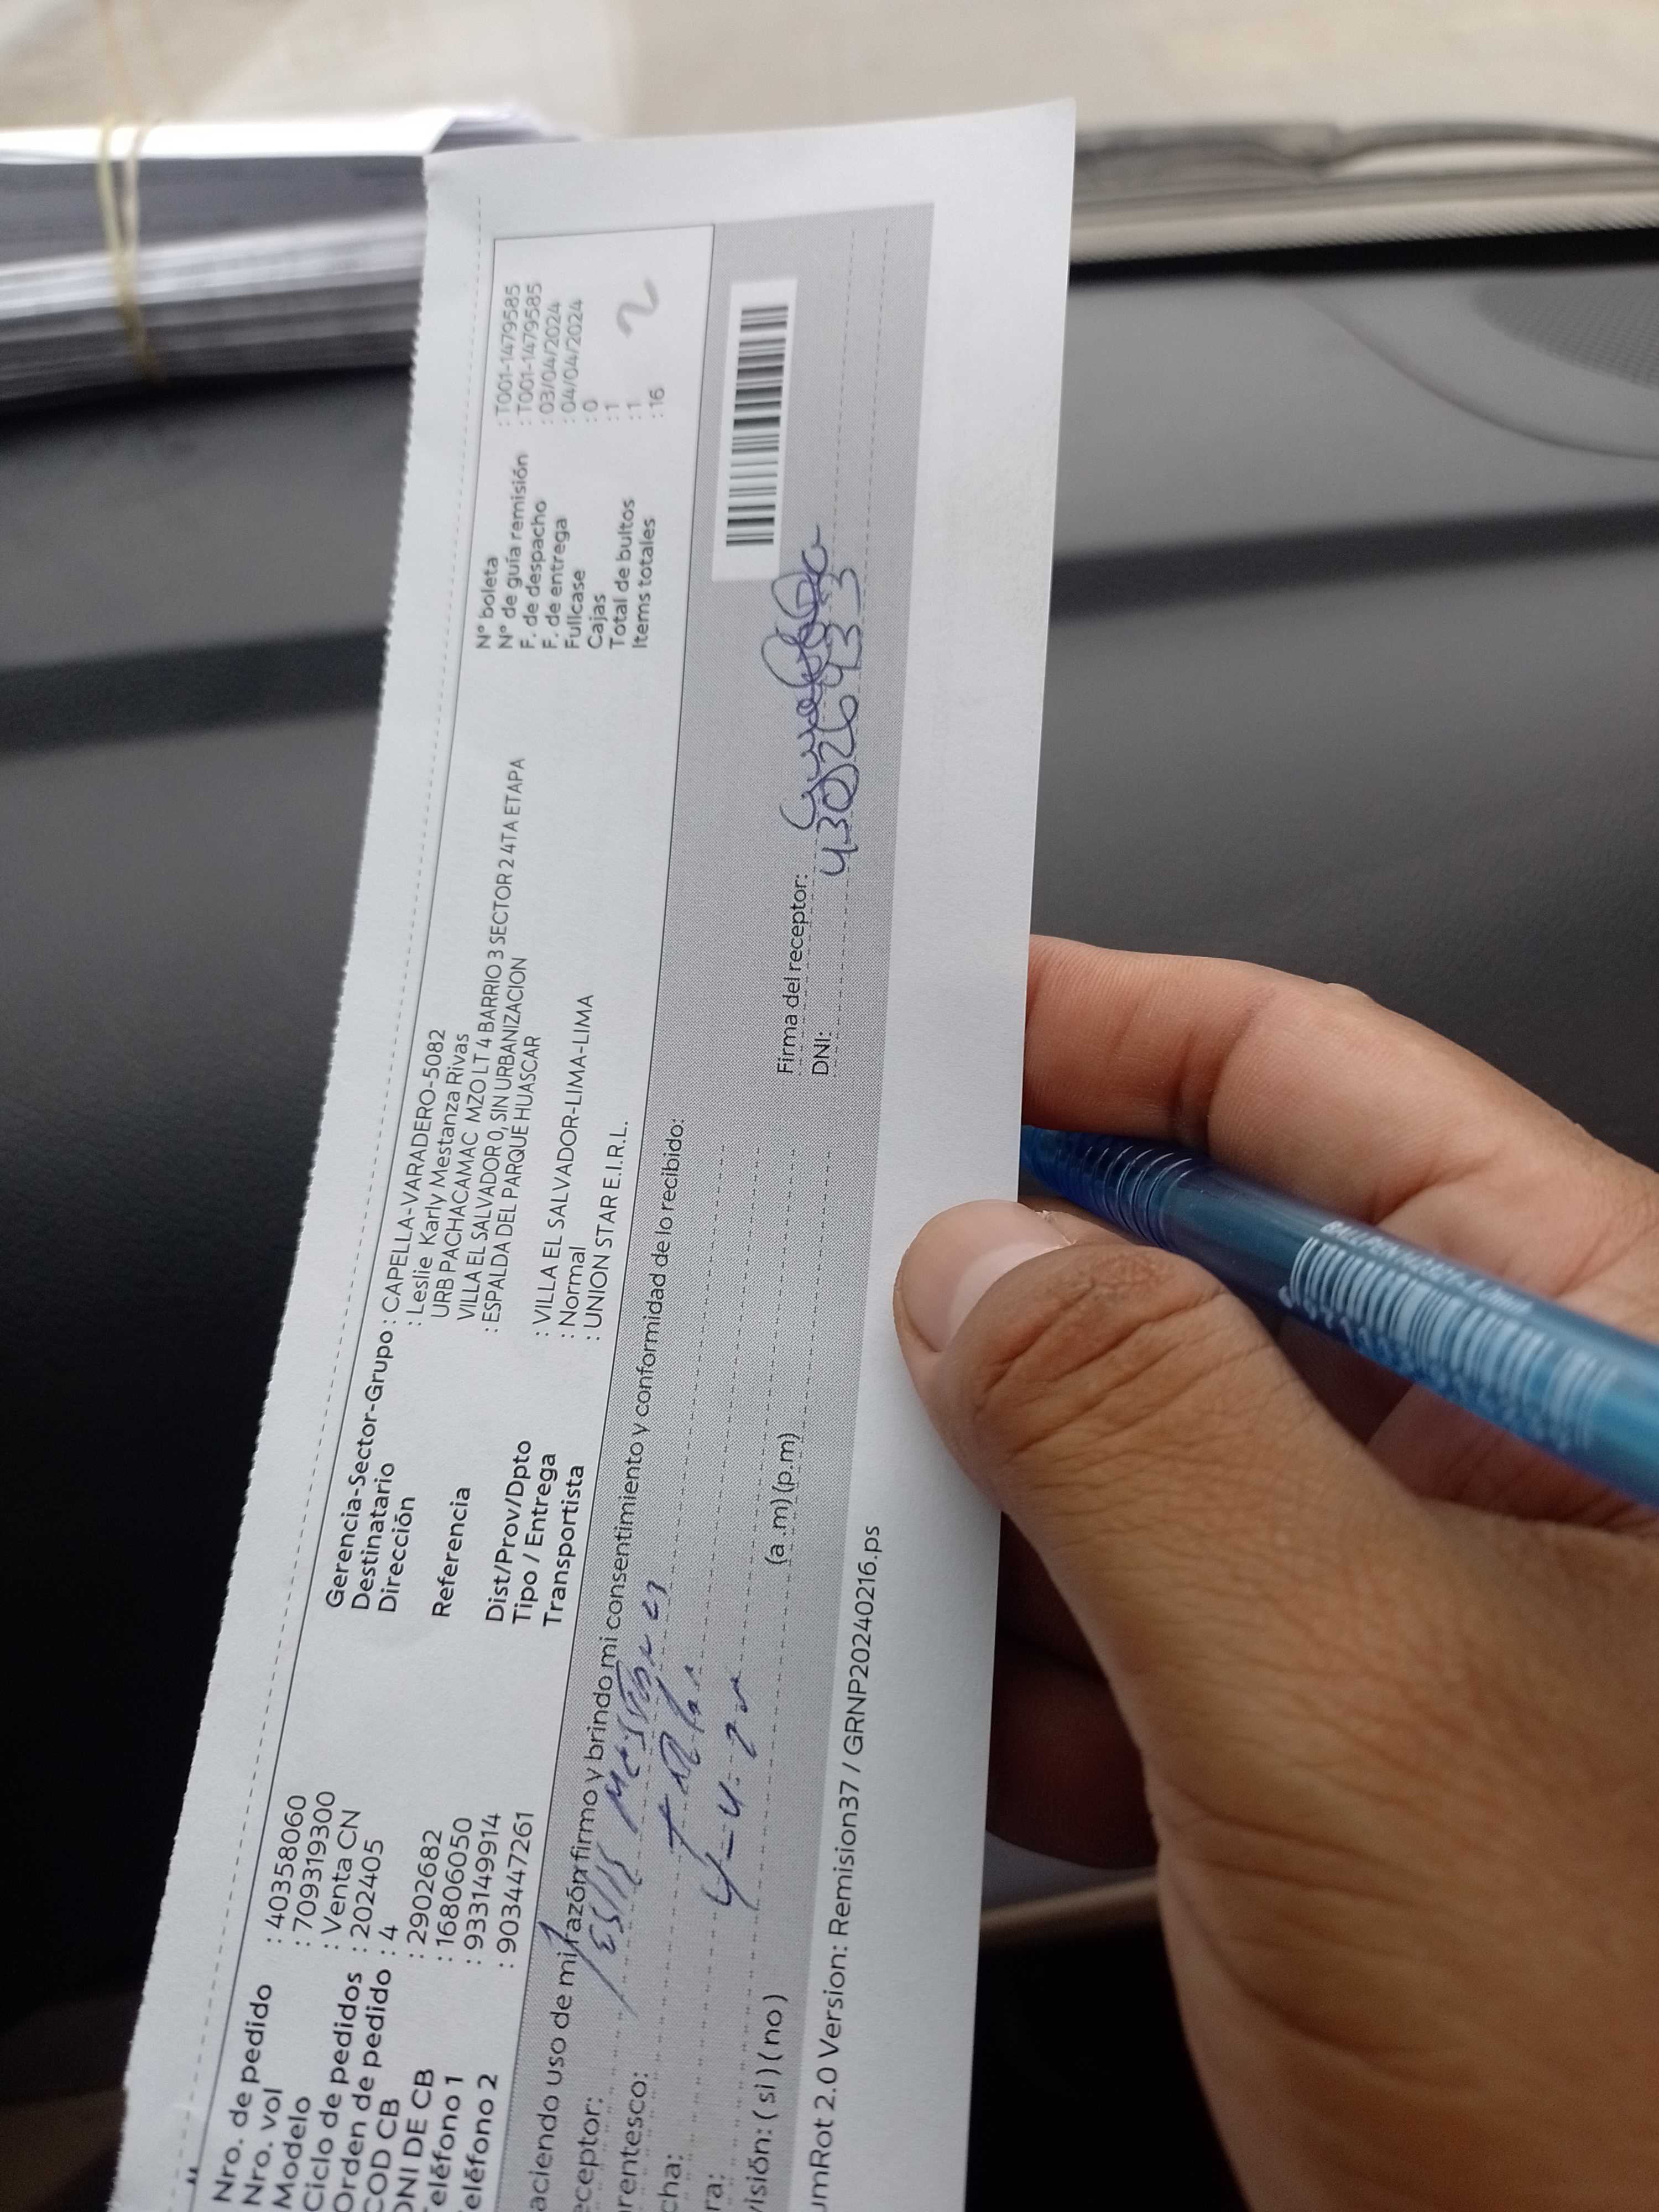 Nro. de pedido : 403358060
Nro. vol : 709319300
Modelo : Venta CN
Ciclo de pedidos : 202405
Orden de pedido : 4
COD CB : 2902682
DNI DE CB : 16806050
eléfono 1 : 933149914
eléfono 2 : 903447261
Gerencia-Sector-Grupo : CAPELLA-VARADERO-5082
Destinatario : Leslie Karly Mestanza Rivas
Dirección URB PACHACAMAC MZO LT 4 BARRIO 3 SECTOR 2 4TA ETAPA
VILLA EL SALVADOR 0, SIN URBANIZACION
Referencia : ESPALDA DEL PARQUE HUASCAR
Dist/Prov/Dpto : VILLA EL SALVADOR-LIMA-LIMA
Tipo / Entrega : Normal
Transportista : UNION STAR E.I.R.L.
N° boleta : T001-1479585
N° de guía remisión : T001-1479585
F. de despacho : 03/04/2024
F. de entrega : 04/04/2024
Fullcase : 0
Cajas : 1
Total de bultos : 1
Items totales : 16
2
aciendo uso de mi razón firmo y brindo mi consentimiento y conformidad de lo recibido:
eceptor:
rentesco:
cha:
ra: (a.m) (p.m)
visión: (si) (no)
Firma del receptor:
DNI: 43026933
umRot 2.0 Version: Remision37 / GRNP20240216.ps